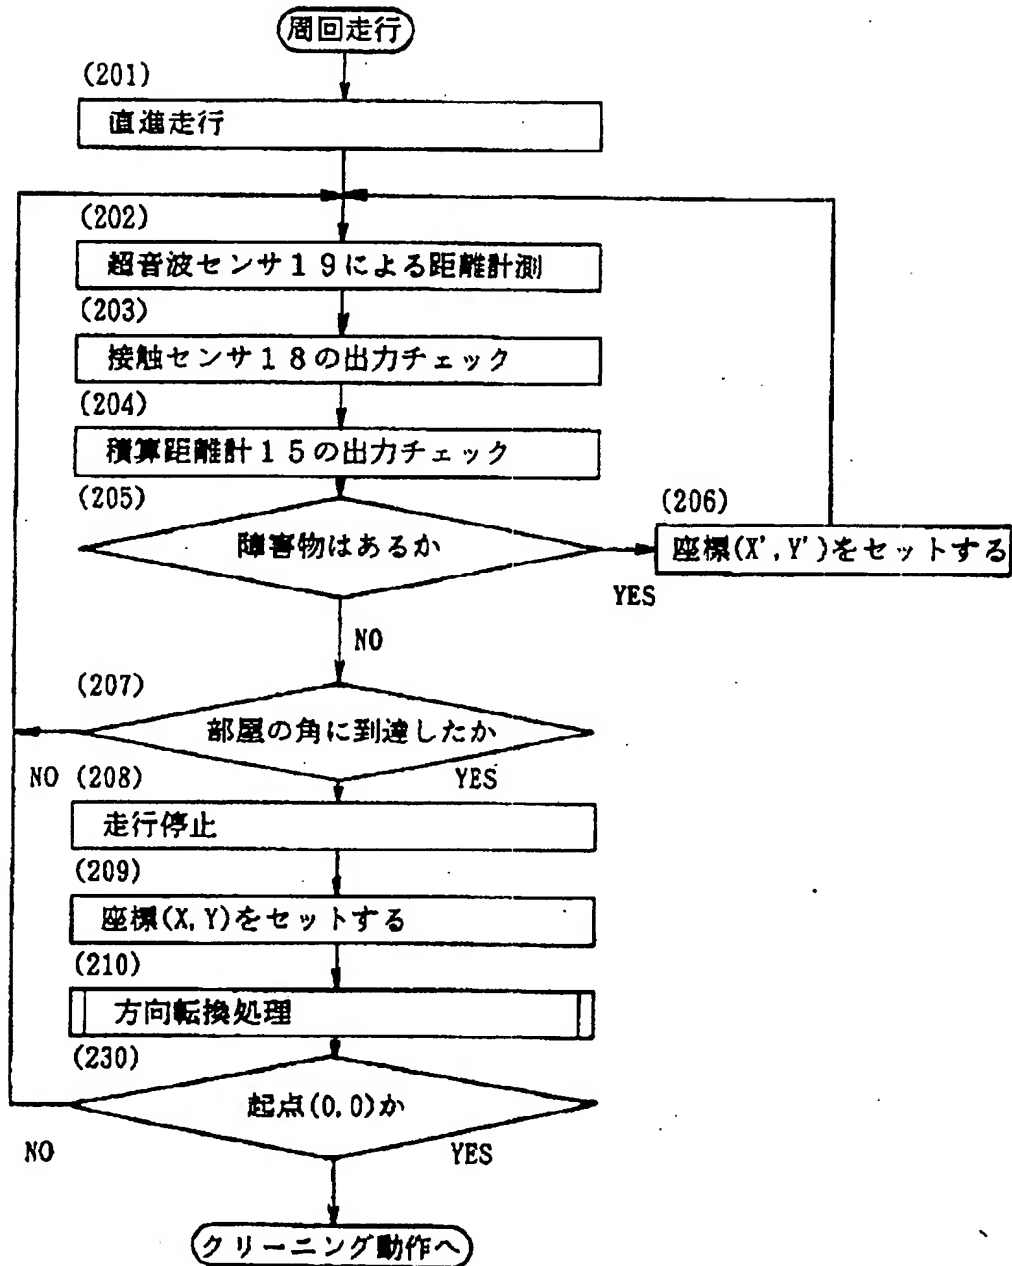 周回走行
(201)
直進走行
(202)
超音波センサ19による距離計測
(203)
接触センサ18の出力チェック
(204)
積算距離計15の出力チェック
(205)
障害物はあるか
(206)
座標(X',Y')をセットする
YES
NO
(207)
部屋の角に到達したか
NO
(208)
YES
走行停止
(209)
座標(X,Y)をセットする
(210)
方向転換処理
(230)
起点(0,0)か
NO
YES
クリーニング動作へ